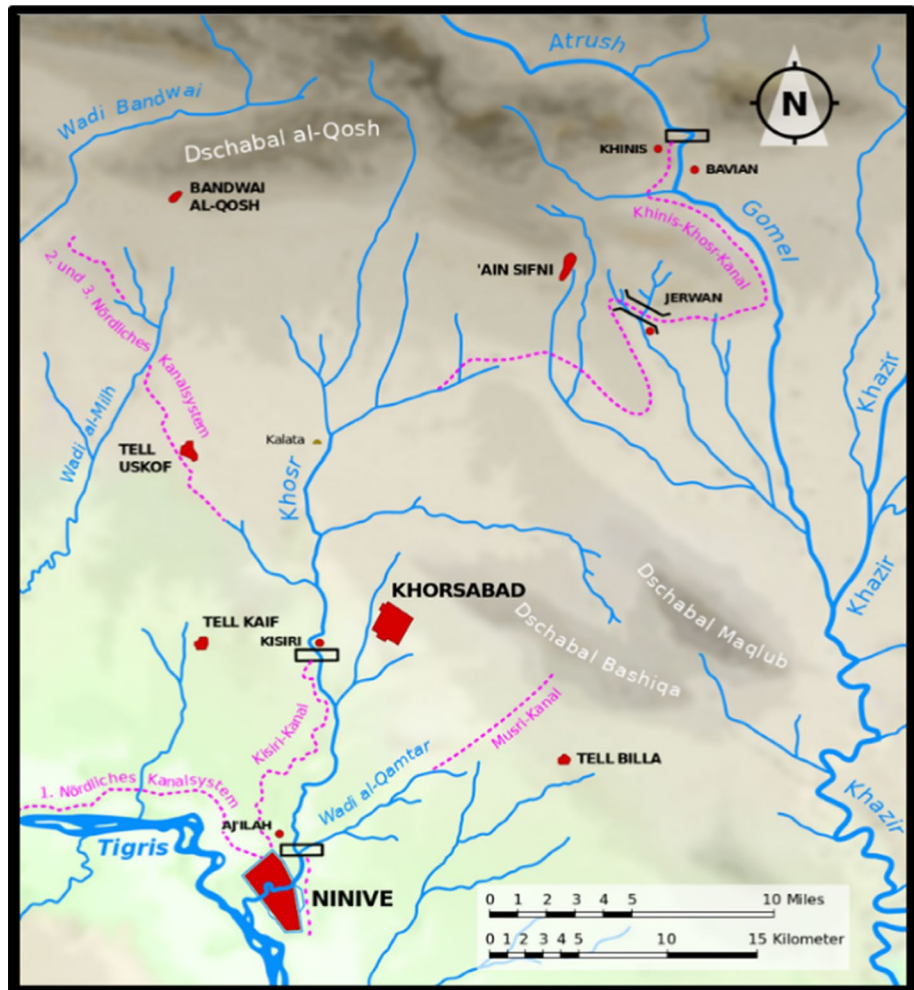 Atrush
N
Wadi Bandwai
Dschabal al-Qosh
KHINIS
BAVIAN
BANDWAI
AL-QOSH
Khinis-Khosr-Kanal
Gomel
2. und 3. Nördliches
Kanalsystem
'AIN SIFNI
JERWAN
Khazir
Wadi al-Milh
TELL
USKOF
Kalata
Khosr
KHORSABAD
Dschabal Maqlub
Khazir
TELL KAIF
KISIRI
Dschabal Bashiqa
Kisiri-Kanal
Musri-Kanal
TELL BILLA
1. Nördliches Kanalsystem
Wadi al-Qamtar
Khazir
AJILAH
Tigris
NINIVE
0 1 2 3 4 5 10 Miles
0 1 2 3 4 5 10 15 Kilometer